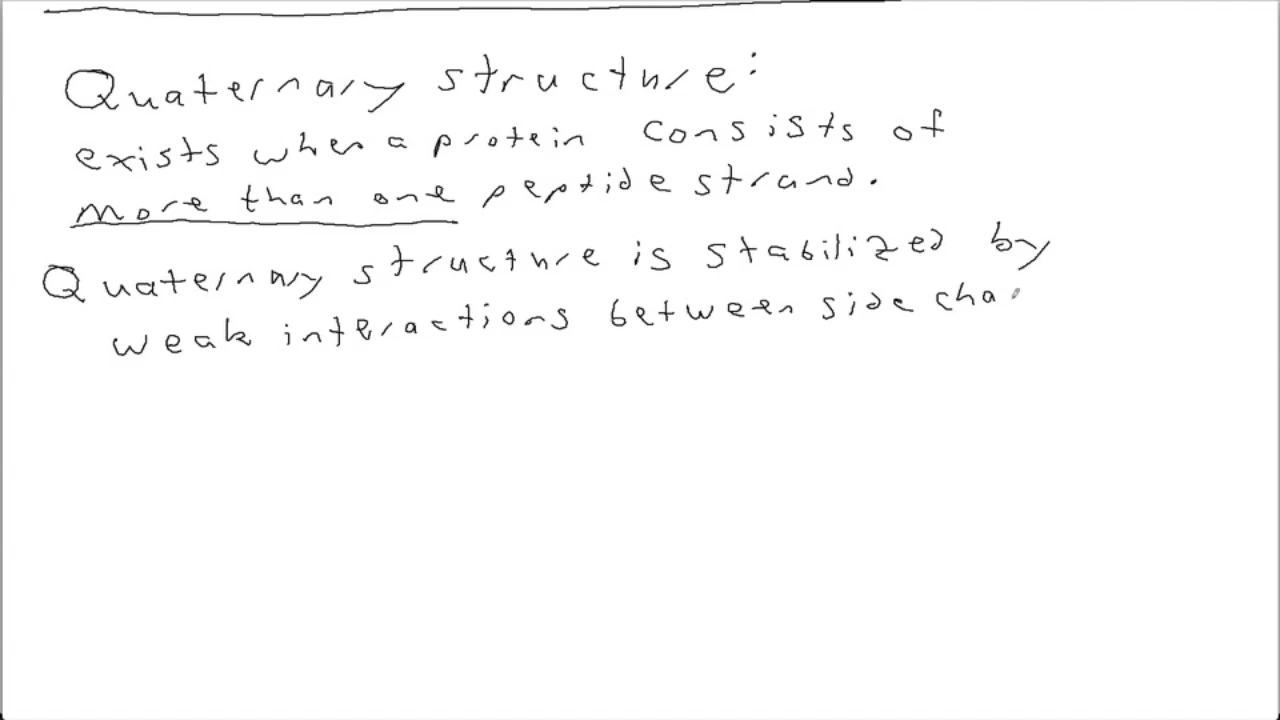 Quaternary structure:
exists when a protein consists of
more than one peptide strand.
Quaternary structure is stabilized by
weak interactions between side cha